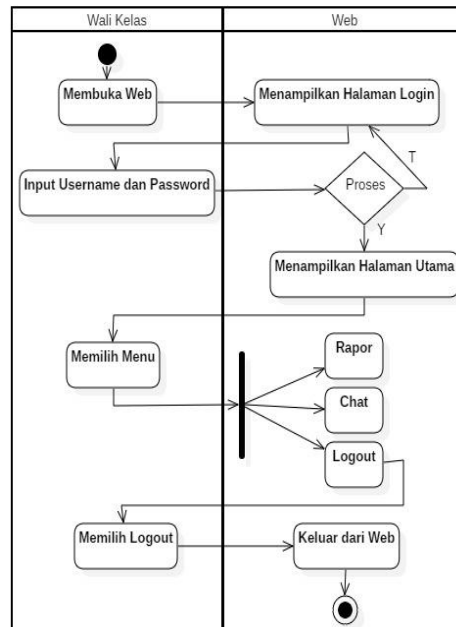 Wali Kelas
Web
Membuka Web
Menampilkan Halaman Login
T
Input Username dan Password
Proses
Y
Menampilkan Halaman Utama
Memilih Menu
Rapor
Chat
Logout
Memilih Logout
Keluar dari Web